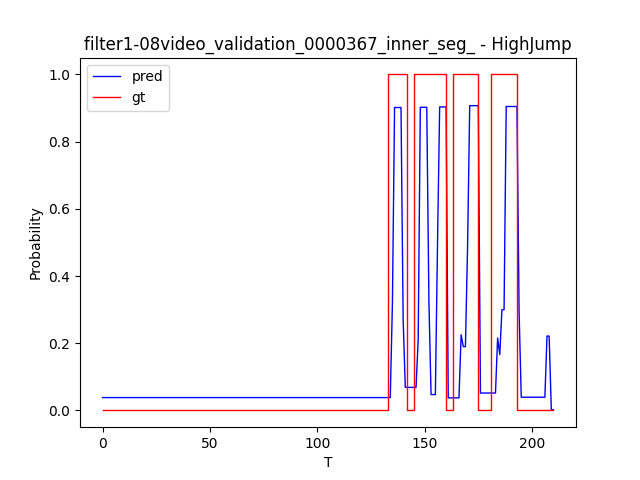 filter1-08video_validation_0000367_inner_seg_ - HighJump
pred
gt
1.0
0.8
0.6
0.4
0.2
0.0
Probability
0 50 100 150 200
T